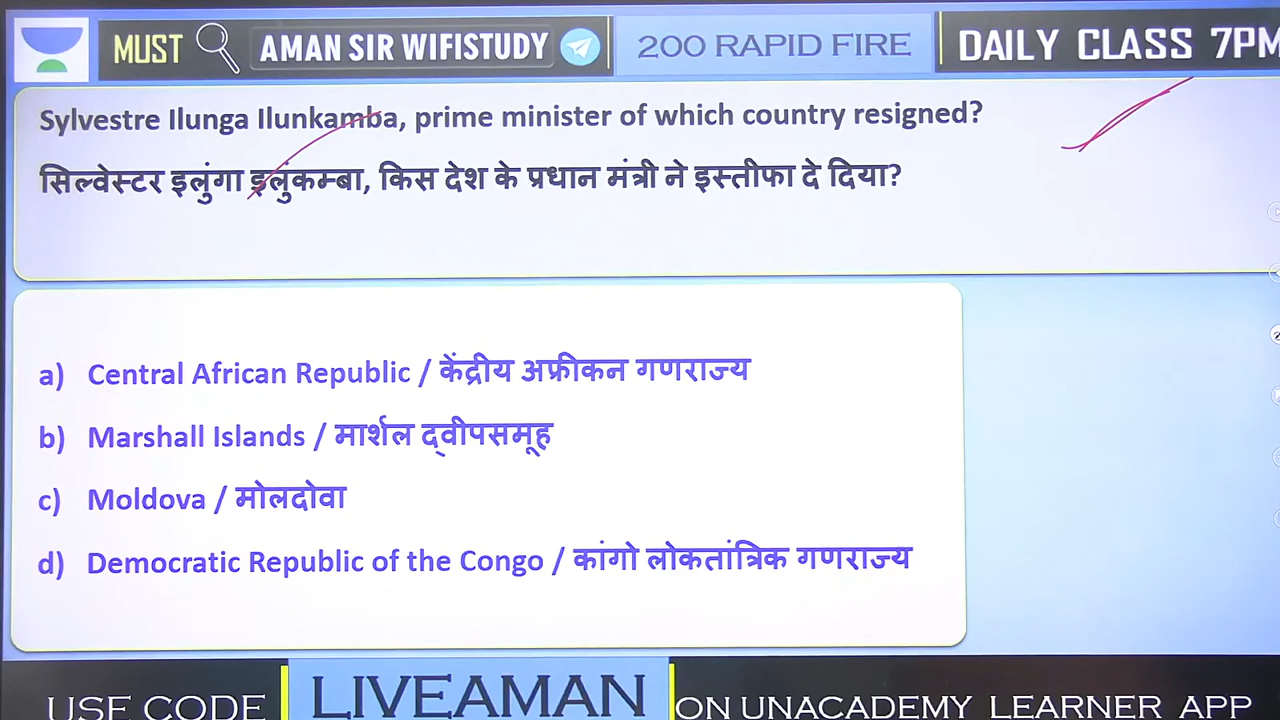 MUST AMAN SIR WIFISTUDY 200 RAPID FIRE DAILY CLASS 7PM
Sylvestre Ilunga Ilunkamba, prime minister of which country resigned?
सिल्वेस्टर इलुंगा इलुंकम्बा, किस देश के प्रधान मंत्री ने इस्तीफा दे दिया?
a) Central African Republic / केंद्रीय अफ्रीकन गणराज्य
b) Marshall Islands / मार्शल द्वीपसमूह
c) Moldova / मोलदोवा
d) Democratic Republic of the Congo / कांगो लोकतांत्रिक गणराज्य
USE CODE LIVEAMAN ON UNACADEMY LEARNER APP